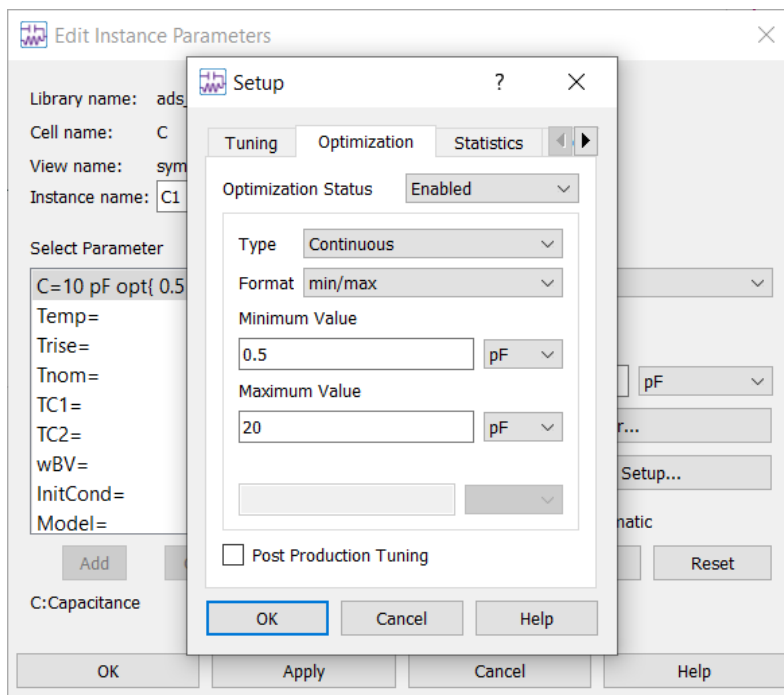 Edit Instance Parameters
Setup
?
Library name: ads_
Cell name: C
View name: sym
Instance name: C1
Select Parameter
C=10 pF opt{ 0.5
Temp=
Trise=
Tnom=
TC1=
TC2=
wBV=
InitCond=
Model=
Add
C:Capacitance
Tuning
Optimization
Statistics
Optimization Status Enabled
Type Continuous
Format min/max
Minimum Value
0.5 pF
Maximum Value
20 pF
Post Production Tuning
OK Cancel Help
pF
r...
Setup...
matic
Reset
OK Apply Cancel Help